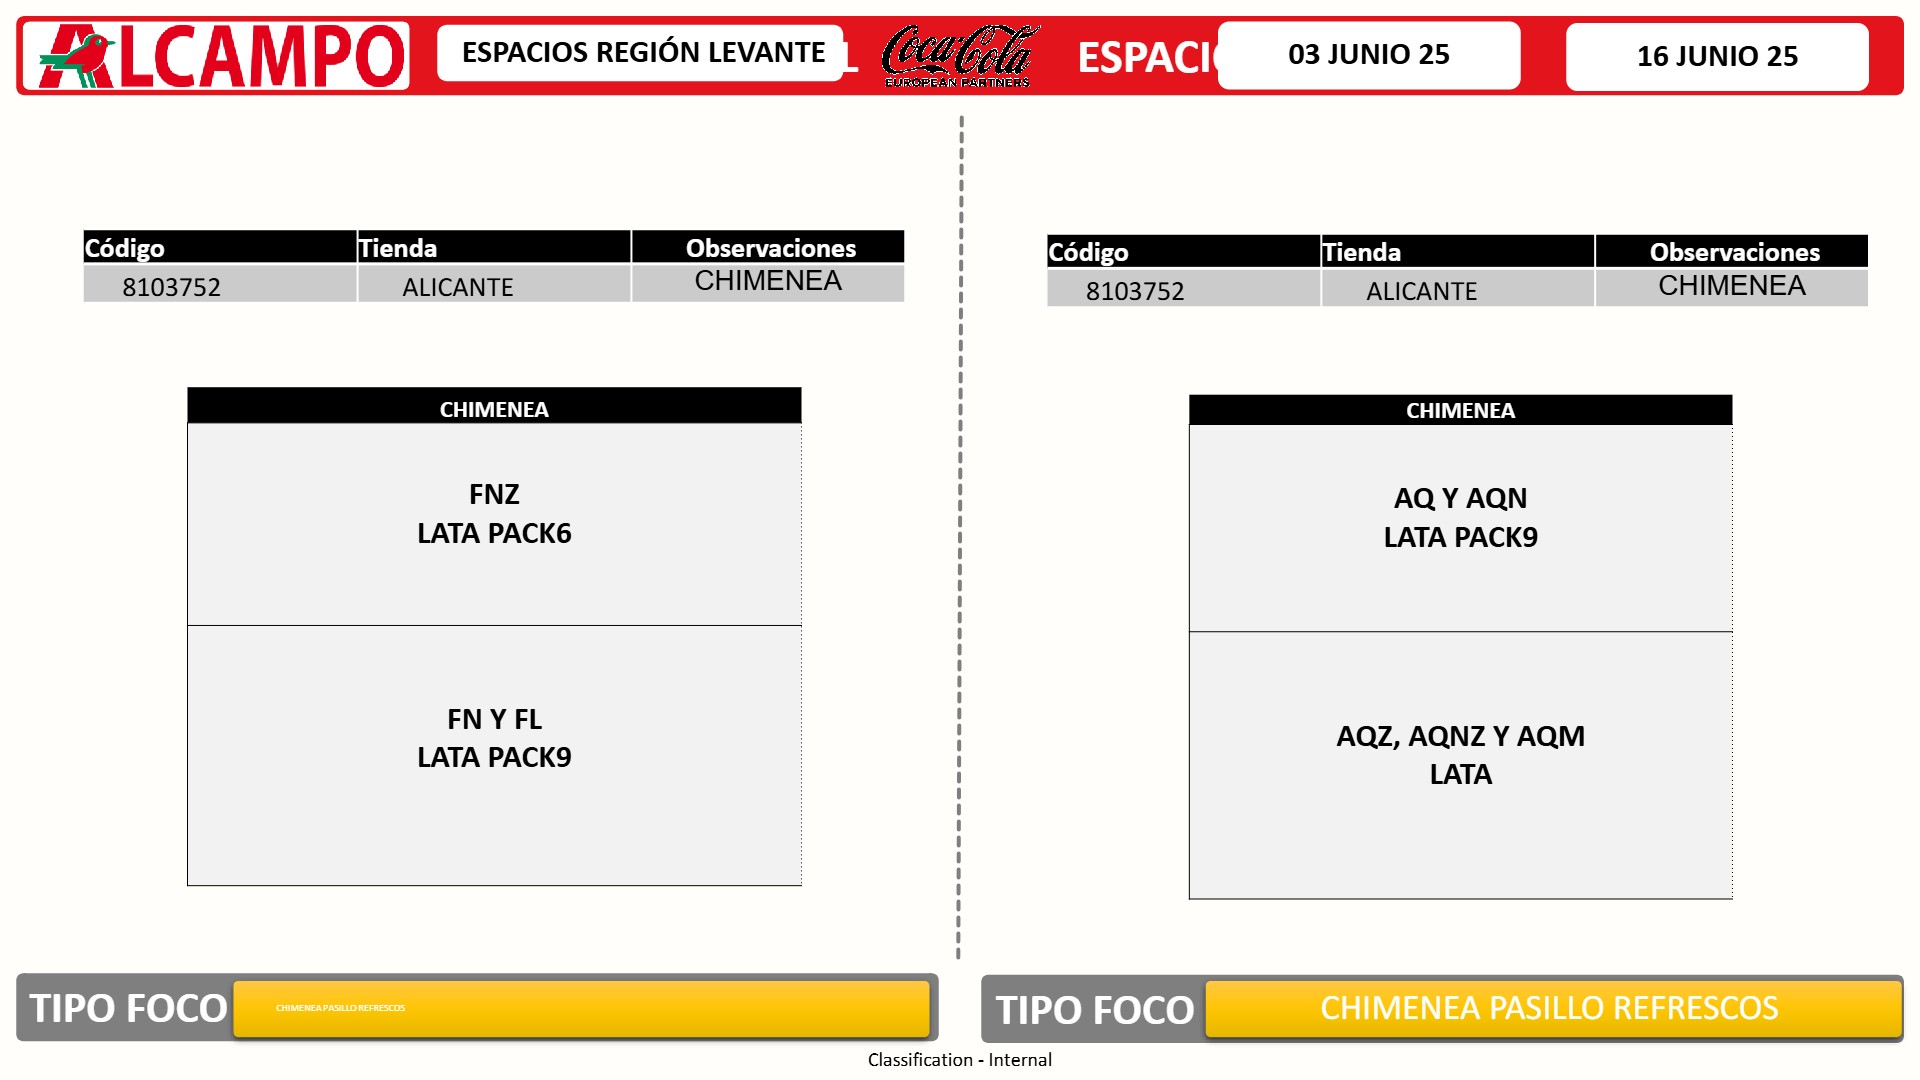 ALCAMPO
ESPACIOS REGIÓN LEVANTE
L
Coca-Cola
EUROPEAN PARTNERS
ESPACI
03 JUNIO 25
16 JUNIO 25
Código Tienda Observaciones
8103752 ALICANTE CHIMENEA
CHIMENEA
FNZ
LATA PACK6
FN Y FL
LATA PACK9
TIPO FOCO CHIMENEA PASILLO REFRESCOS
Código Tienda Observaciones
8103752 ALICANTE CHIMENEA
CHIMENEA
AQ Y AQN
LATA PACK9
AQZ, AQNZ Y AQM
LATA
TIPO FOCO CHIMENEA PASILLO REFRESCOS
Classification - Internal